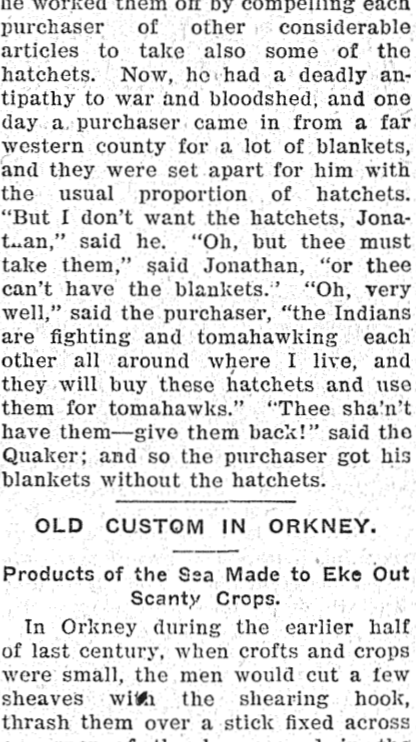 he worked them off by compelling each
purchaser of other considerable
articles to take also some of the
hatchets. Now, he had a deadly an-
tipathy to war and bloodshed, and one
day a purchaser came in from a far
western county for a lot of blankets,
and they were set apart for him with
the usual proportion of hatchets.
"But I don't want the hatchets, Jona-
t..an," said he. "Oh, but thee must
take them," said Jonathan, "or thee
can't have the blankets." "Oh, very
well," said the purchaser, "the Indians
are fighting and tomahawking each
other all around where I live, and
they will buy these hatchets and use
them for tomahawks." "Thee sha'n't
have them—give them back!" said the
Quaker; and so the purchaser got his
blankets without the hatchets.
OLD CUSTOM IN ORKNEY.
Products of the Sea Made to Eke Out
Scanty Crops.
In Orkney during the earlier half
of last century, when crofts and crops
were small, the men would cut a few
sheaves with the shearing hook,
thrash them over a stick fixed across